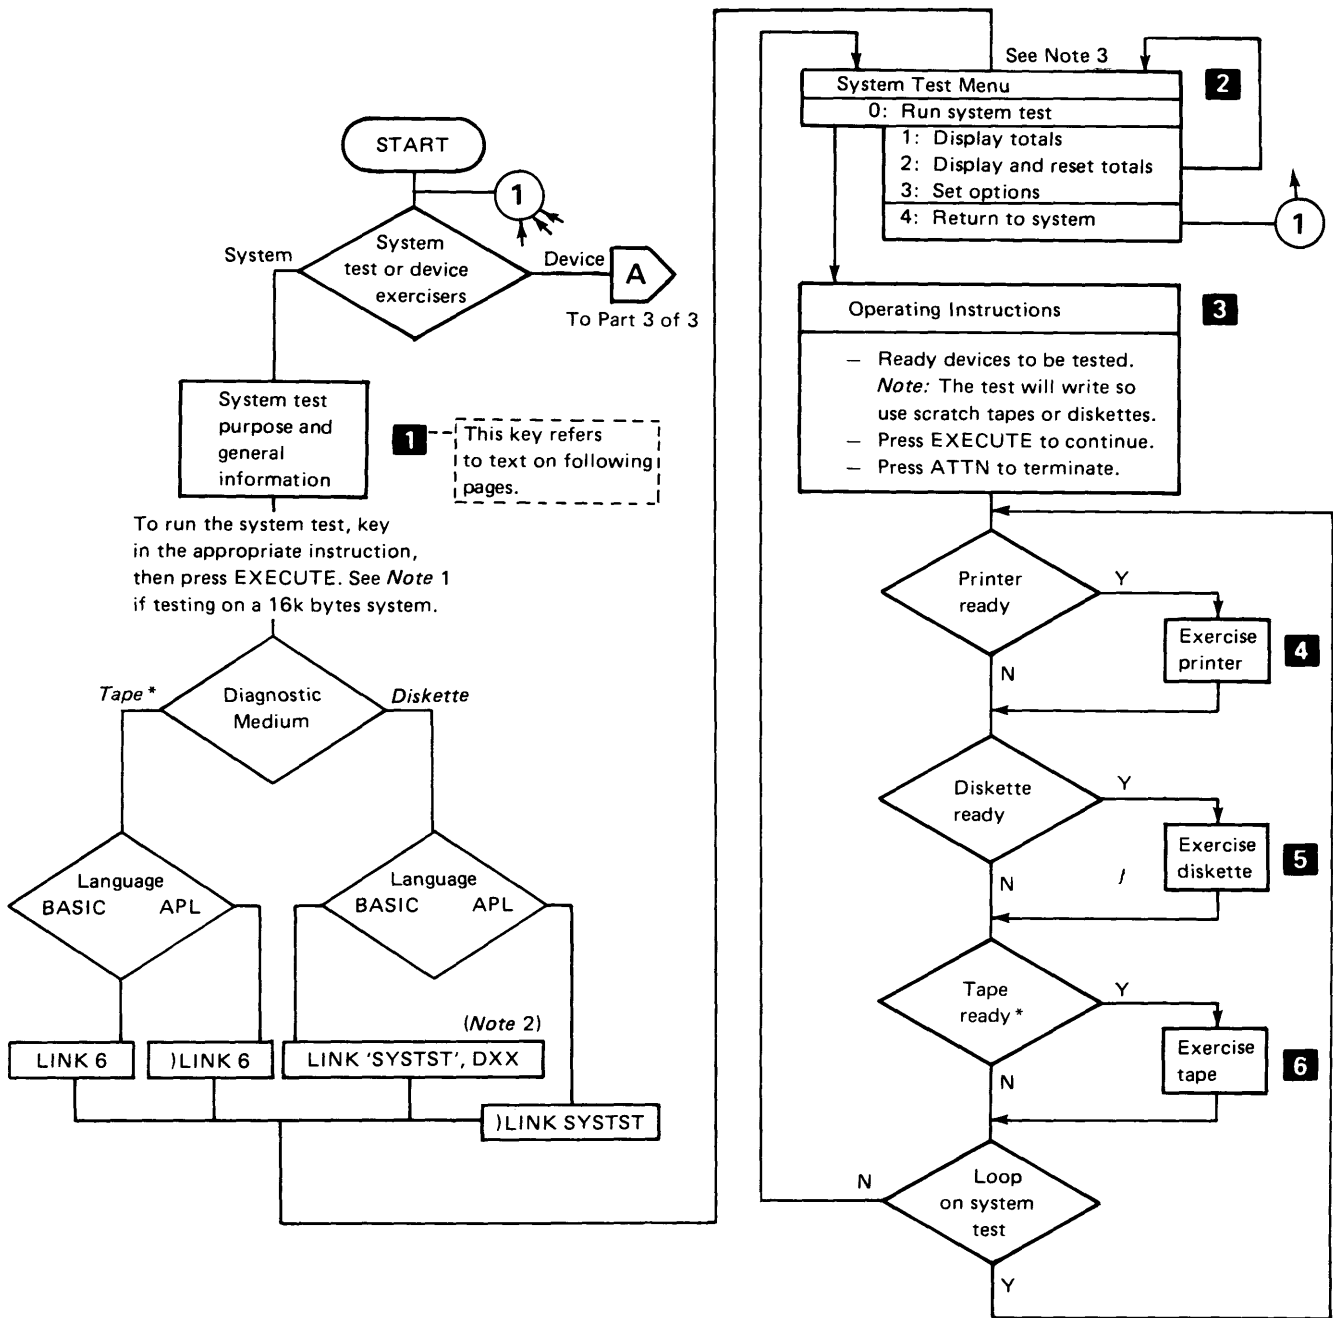 START
1
System
System
test or device
exercisers
Device
A
To Part 3 of 3
System test
purpose and
general
information
1
This key refers
to text on following
pages.
To run the system test, key
in the appropriate instruction,
then press EXECUTE. See Note 1
if testing on a 16k bytes system.
Tape *
Diagnostic
Medium
Diskette
Language
BASIC APL
Language
BASIC APL
(Note 2)
LINK 6
)LINK 6
LINK 'SYSTST', DXX
)LINK SYSTST
See Note 3
System Test Menu
2
0: Run system test
1: Display totals
2: Display and reset totals
3: Set options
4: Return to system
1
Operating Instructions
3
— Ready devices to be tested.
Note: The test will write so
use scratch tapes or diskettes.
— Press EXECUTE to continue.
— Press ATTN to terminate.
Printer
ready
Y
N
Exercise
printer
4
Diskette
ready
Y
N
Exercise
diskette
5
Tape
ready *
Y
N
Exercise
tape
6
Loop
on system
test
N
Y